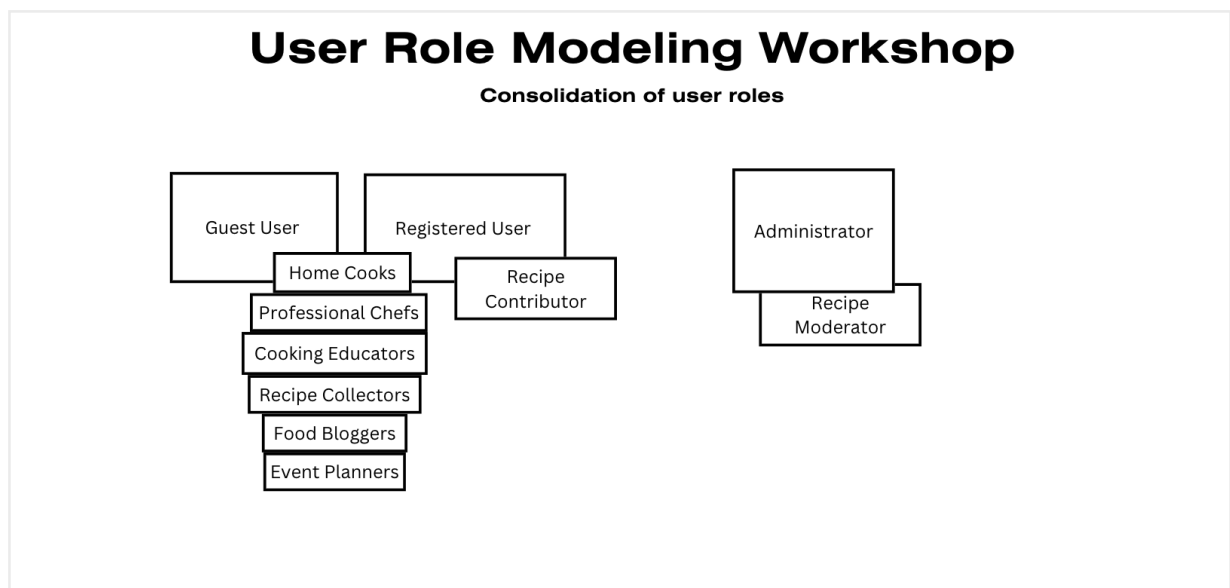 User Role Modeling Workshop
Consolidation of user roles
Guest User
Registered User
Administrator
Home Cooks
Recipe
Contributor
Professional Chefs
Recipe
Moderator
Cooking Educators
Recipe Collectors
Food Bloggers
Event Planners